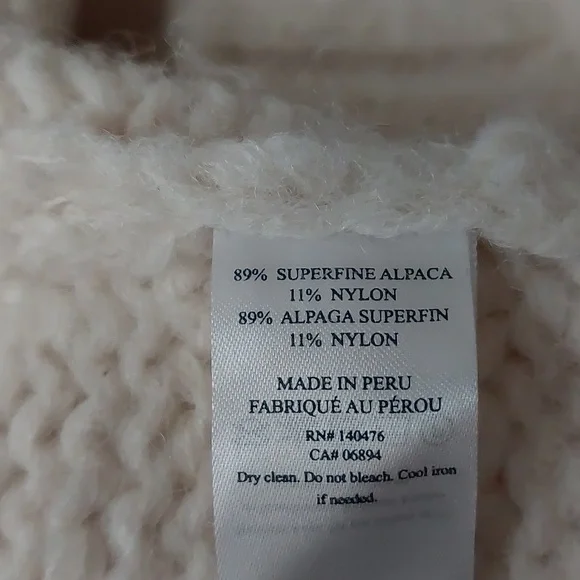 89% SUPERFINE ALPACA
11% NYLON
89% ALPAGA SUPERFIN
11% NYLON
MADE IN PERU
FABRIQUÉ AU PÉROU
RN# 140476
CA# 06894
Dry clean. Do not bleach. Cool iron
if needed.